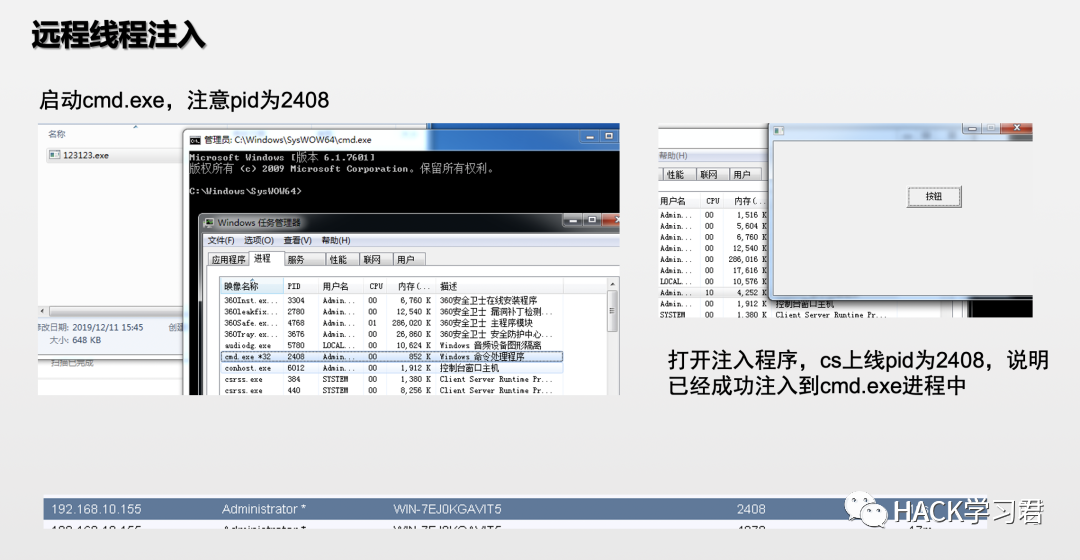 远程线程注入
启动cmd.exe，注意pid为2408
名称
123123.exe
修改日期: 2019/12/11 15:45
创建
大小: 648 KB
扫描已完成
管理员: C:\Windows\SysWOW64\cmd.exe
Microsoft Windows [版本 6.1.7601]
版权所有 (c) 2009 Microsoft Corporation。保留所有权利。
C:\Windows\SysWOW64>
Windows 任务管理器
文件(F) 选项(O) 查看(V) 帮助(H)
应用程序 进程 服务 性能 联网 用户
映像名称 PID 用户名 CPU 内存(... 描述
360Inst.ex... 3304 Admin... 00 6,760 K 360安全卫士在线安装程序
360leakfix... 2780 Admin... 00 12,540 K 360安全卫士 漏洞补丁检测...
360Safe.ex... 4768 Admin... 01 286,020 K 360安全卫士 主程序模块
360Tray.ex... 3676 Admin... 00 26,860 K 360安全卫士 安全防护中心...
audiodg.exe 5780 LOCAL... 00 10,624 K Windows 音频设备图形隔离
cmd.exe *32 2408 Admin... 00 852 K Windows 命令处理程序
conhost.exe 6012 Admin... 00 1,912 K 控制台窗口主机
csrss.exe 384 SYSTEM 00 1,380 K Client Server Runtime Pr...
csrss.exe 440 SYSTEM 00 8,256 K Client Server Runtime Pr...
帮助(H)
性能 联网 用户
用户名 CPU 内存(...
Admin... 00 1,516 K
Admin... 00 5,604 K
Admin... 00 6,760 K
Admin... 00 12,540 K
Admin... 00 286,016 K
Admin... 00 17,616 K
LOCAL... 00 10,576 K
Admin... 10 4,252 K
Admin... 00 1,912 K 控制台窗口主机
SYSTEM 00 1,380 K Client Server Runtime Pr...
按钮
打开注入程序，cs上线pid为2408，说明
已经成功注入到cmd.exe进程中
192.168.10.155 Administrator * WIN-7EJ0KGAVIT5 2408
HACK学习君